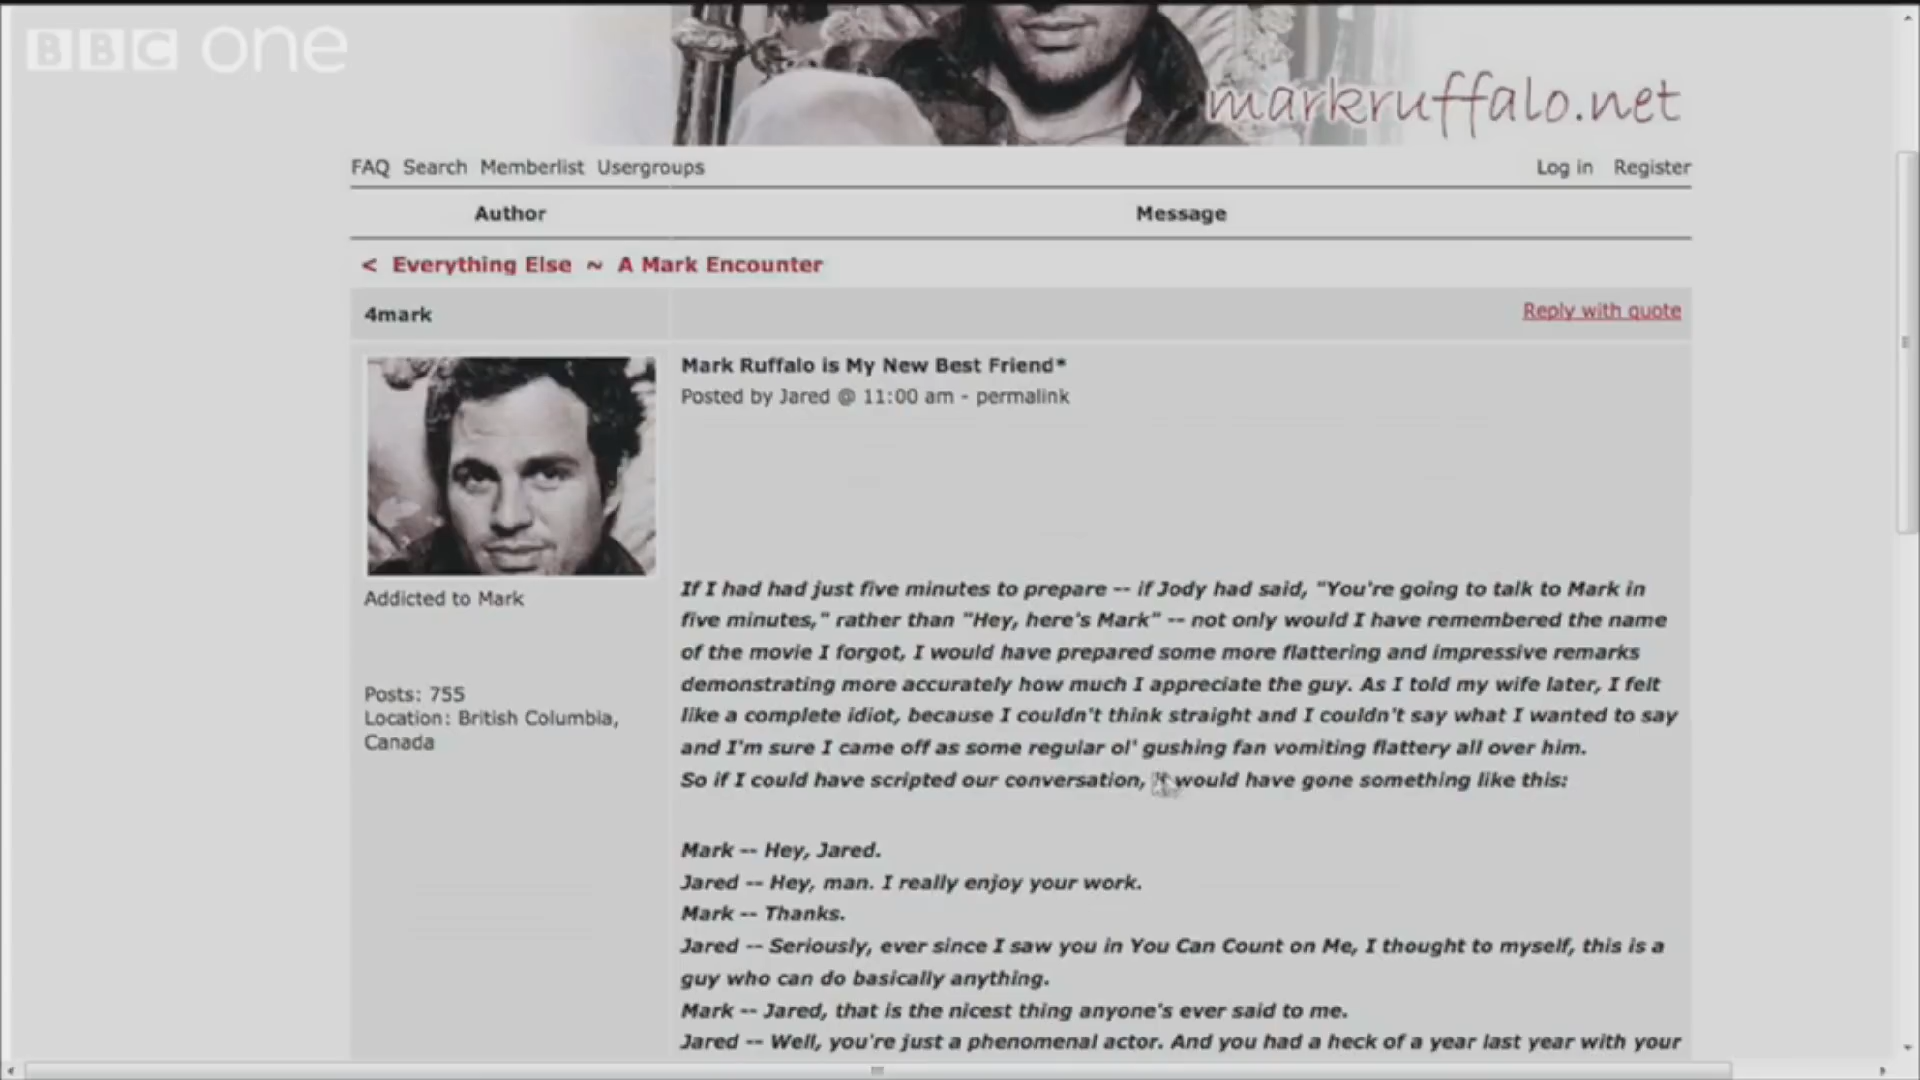 BBC one
markruffalo.net
FAQ Search Memberlist Usergroups Log in Register
Author Message
< Everything Else ~ A Mark Encounter
4mark Reply with quote
Mark Ruffalo is My New Best Friend*
Posted by Jared @ 11:00 am - permalink
Addicted to Mark
Posts: 755
Location: British Columbia,
Canada
If I had had just five minutes to prepare -- if Jody had said, "You're going to talk to Mark in
five minutes," rather than "Hey, here's Mark" -- not only would I have remembered the name
of the movie I forgot, I would have prepared some more flattering and impressive remarks
demonstrating more accurately how much I appreciate the guy. As I told my wife later, I felt
like a complete idiot, because I couldn't think straight and I couldn't say what I wanted to say
and I'm sure I came off as some regular ol' gushing fan vomiting flattery all over him.
So if I could have scripted our conversation, it would have gone something like this:
Mark -- Hey, Jared.
Jared -- Hey, man. I really enjoy your work.
Mark -- Thanks.
Jared -- Seriously, ever since I saw you in You Can Count on Me, I thought to myself, this is a
guy who can do basically anything.
Mark -- Jared, that is the nicest thing anyone's ever said to me.
Jared -- Well, you're just a phenomenal actor. And you had a heck of a year last year with your